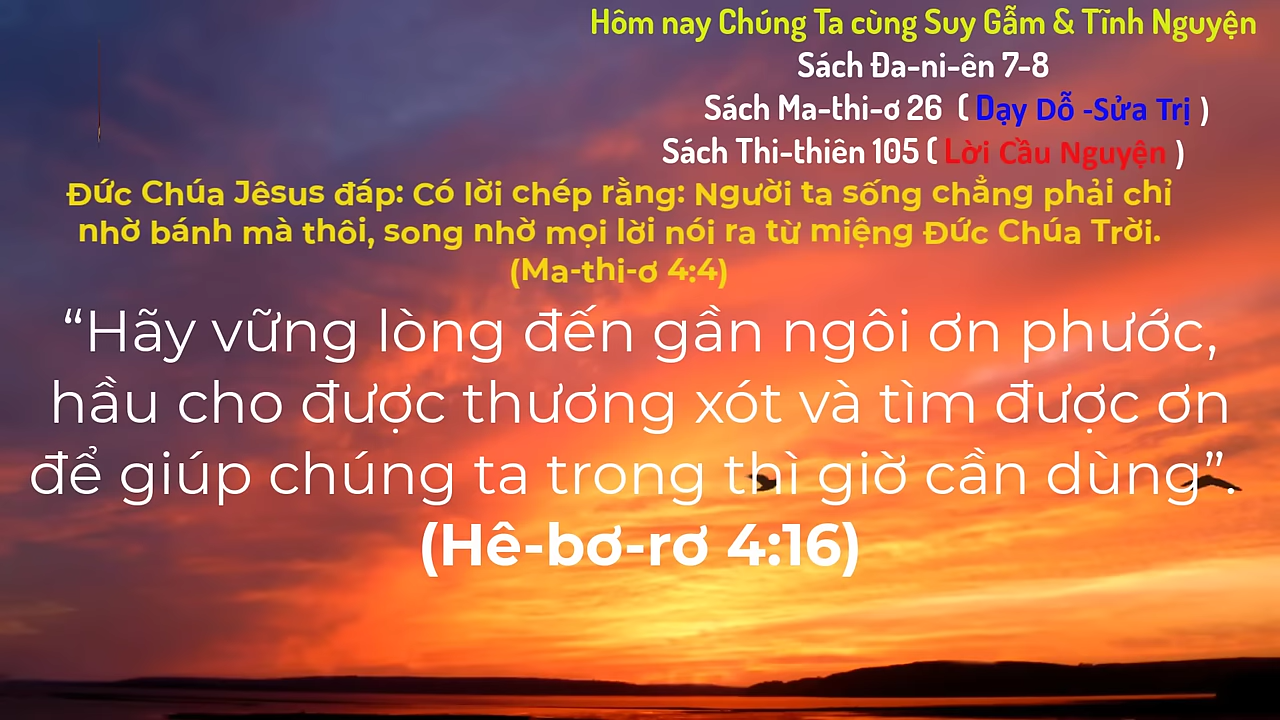 Hôm nay Chúng Ta cùng Suy Gẫm & Tĩnh Nguyện
Sách Đa-ni-ên 7-8
Sách Ma-thi-ơ 26 ( Dạy Dỗ -Sửa Trị )
Sách Thi-thiên 105 ( Lời Cầu Nguyện )
Đức Chúa Jêsus đáp: Có lời chép rằng: Người ta sống chẳng phải chỉ
nhờ bánh mà thôi, song nhờ mọi lời nói ra từ miệng Đức Chúa Trời.
(Ma-thi-ơ 4:4)
“Hãy vững lòng đến gần ngôi ơn phước,
hầu cho được thương xót và tìm được ơn
để giúp chúng ta trong thì giờ cần dùng”.
(Hê-bơ-rơ 4:16)